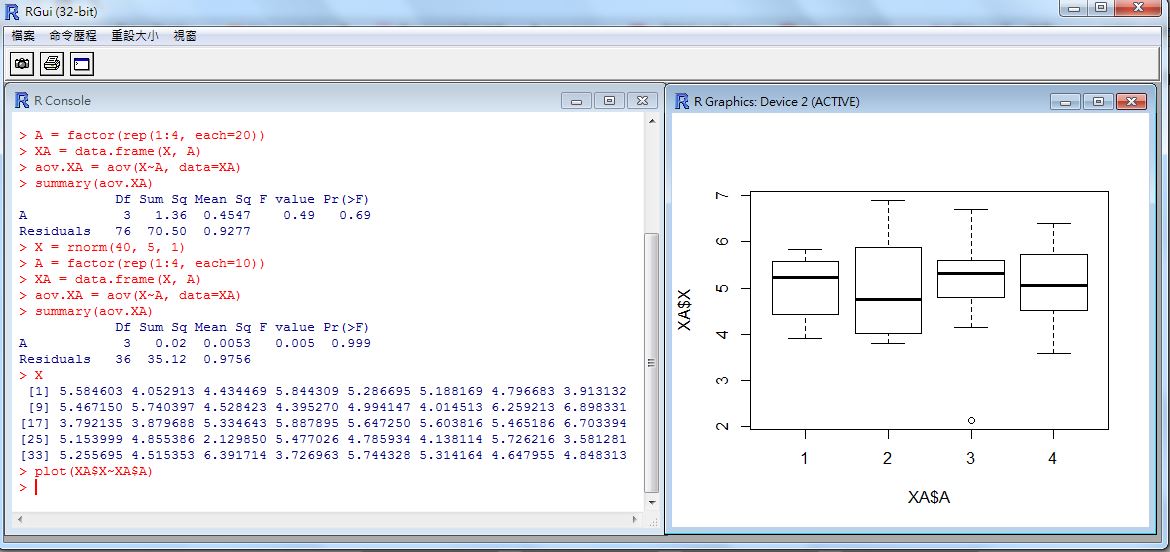 RGui (32-bit)
檔案 命令歷程 重設大小 視窗
R Console
> A = factor(rep(1:4, each=20))
> XA = data.frame(X, A)
> aov.XA = aov(X~A, data=XA)
> summary(aov.XA)
Df Sum Sq Mean Sq F value Pr(>F)
A 3 1.36 0.4547 0.49 0.69
Residuals 76 70.50 0.9277
> X = rnorm(40, 5, 1)
> A = factor(rep(1:4, each=10))
> XA = data.frame(X, A)
> aov.XA = aov(X~A, data=XA)
> summary(aov.XA)
Df Sum Sq Mean Sq F value Pr(>F)
A 3 0.02 0.0053 0.005 0.999
Residuals 36 35.12 0.9756
> X
[1] 5.584603 4.052913 4.434469 5.844309 5.286695 5.188169 4.796683 3.913132
[9] 5.467150 5.740397 4.528423 4.395270 4.994147 4.014513 6.259213 6.898331
[17] 3.792135 3.879688 5.334643 5.887895 5.647250 5.603816 5.465186 6.703394
[25] 5.153999 4.855386 2.129850 5.477026 4.785934 4.138114 5.726216 3.581281
[33] 5.255695 4.515353 6.391714 3.726963 5.744328 5.314164 4.647955 4.848313
> plot(XA$X~XA$A)
>
R Graphics: Device 2 (ACTIVE)
7
6
5
4
3
2
XA$X
1 2 3 4
XA$A